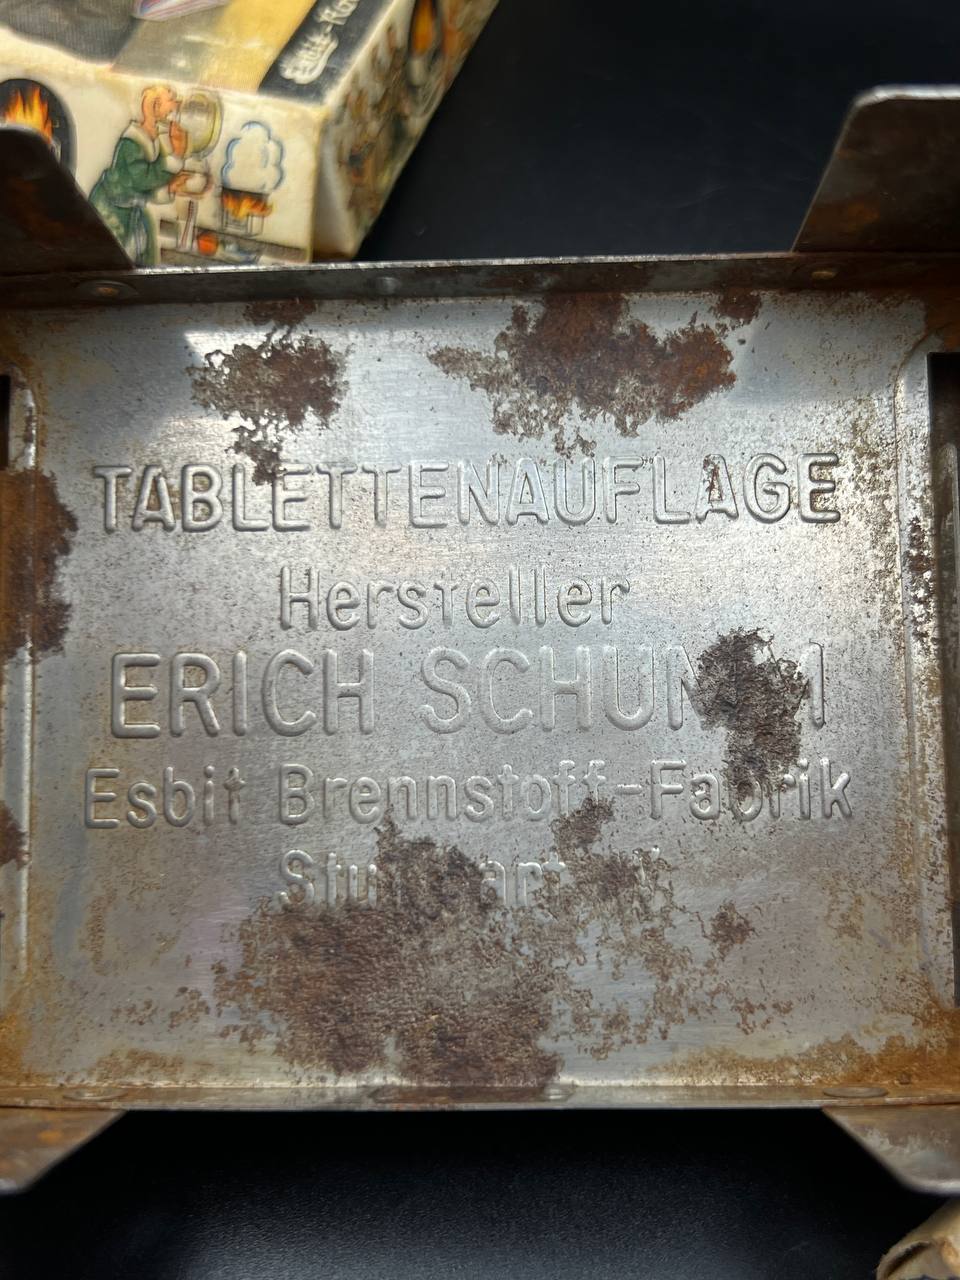 TABLETTENAUFLAGE
Hersteller
ERICH SCHUMM
Esbit Brennstoff-Fabrik
Stuttgart